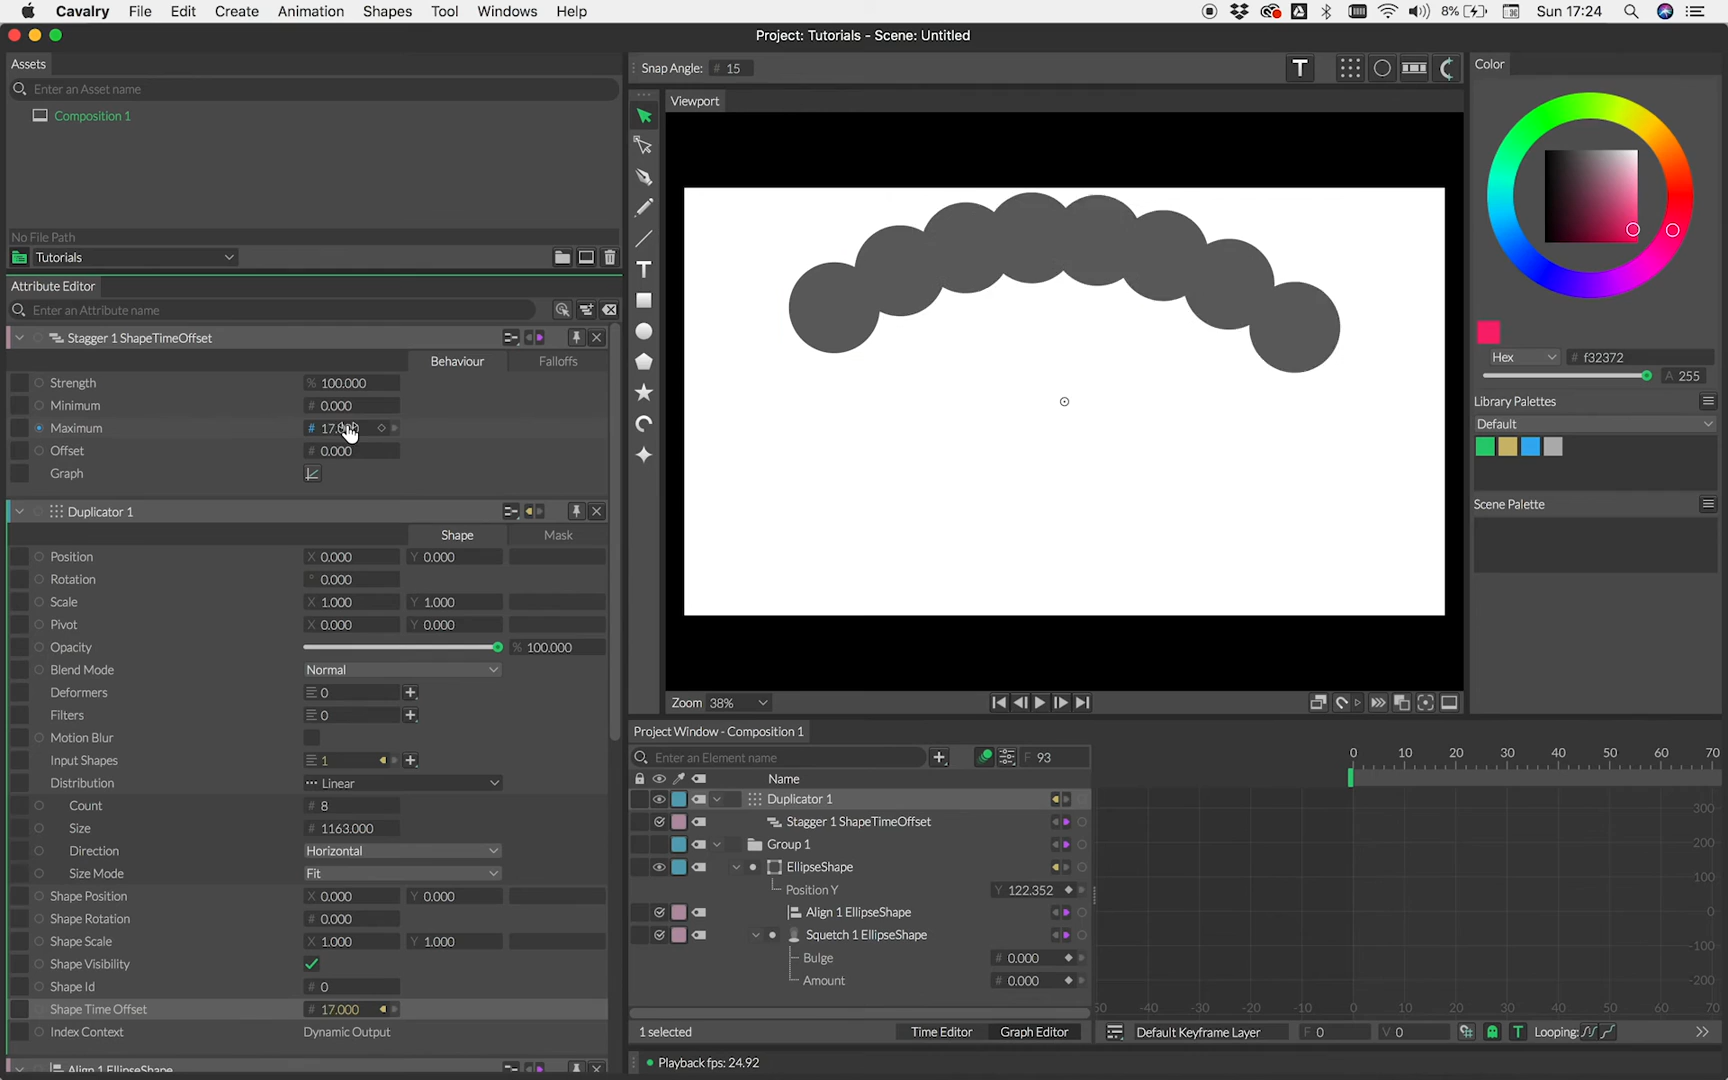 Cavalry File Edit Create Animation Shapes Tool Windows Help 8% Sun 17:24
Project: Tutorials - Scene: Untitled
Assets
Enter an Asset name
Composition 1
No File Path
Tutorials
Attribute Editor
Enter an Attribute name
Stagger 1 ShapeTimeOffset
Behaviour Falloffs
Strength % 100.000
Minimum # 0.000
Maximum #
Offset # 0.000
Graph
Duplicator 1
Shape Mask
Position X 0.000 Y 0.000
Rotation ° 0.000
Scale X 1.000 Y 1.000
Pivot X 0.000 Y 0.000
Opacity % 100.000
Blend Mode Normal
Deformers 0
Filters 0
Motion Blur
Input Shapes 1
Distribution Linear
Count # 8
Size # 1163.000
Direction Horizontal
Size Mode Fit
Shape Position X 0.000 Y 0.000
Shape Rotation # 0.000
Shape Scale X 1.000 Y 1.000
Shape Visibility
Shape Id # 0
Shape Time Offset # 17.000
Index Context Dynamic Output
Align 1 EllipseShape
Snap Angle: # 15
Viewport
Zoom 38%
Project Window - Composition 1
Enter an Element name F 93
Name
Duplicator 1
Stagger 1 ShapeTimeOffset
Group 1
EllipseShape
Position Y Y 122.352
Align 1 EllipseShape
Squetch 1 EllipseShape
Bulge # 0.000
Amount # 0.000
1 selected Time Editor Graph Editor
Playback fps: 24.92
0 10 20 30 40 50 60 70
300
200
100
0
-100
-200
50 -40 -30 -20 -10 0 10 20 30 40 50 60 70
Default Keyframe Layer F 0 V 0 Looping:
Color
Hex # f32372
A 255
Library Palettes
Default
Scene Palette